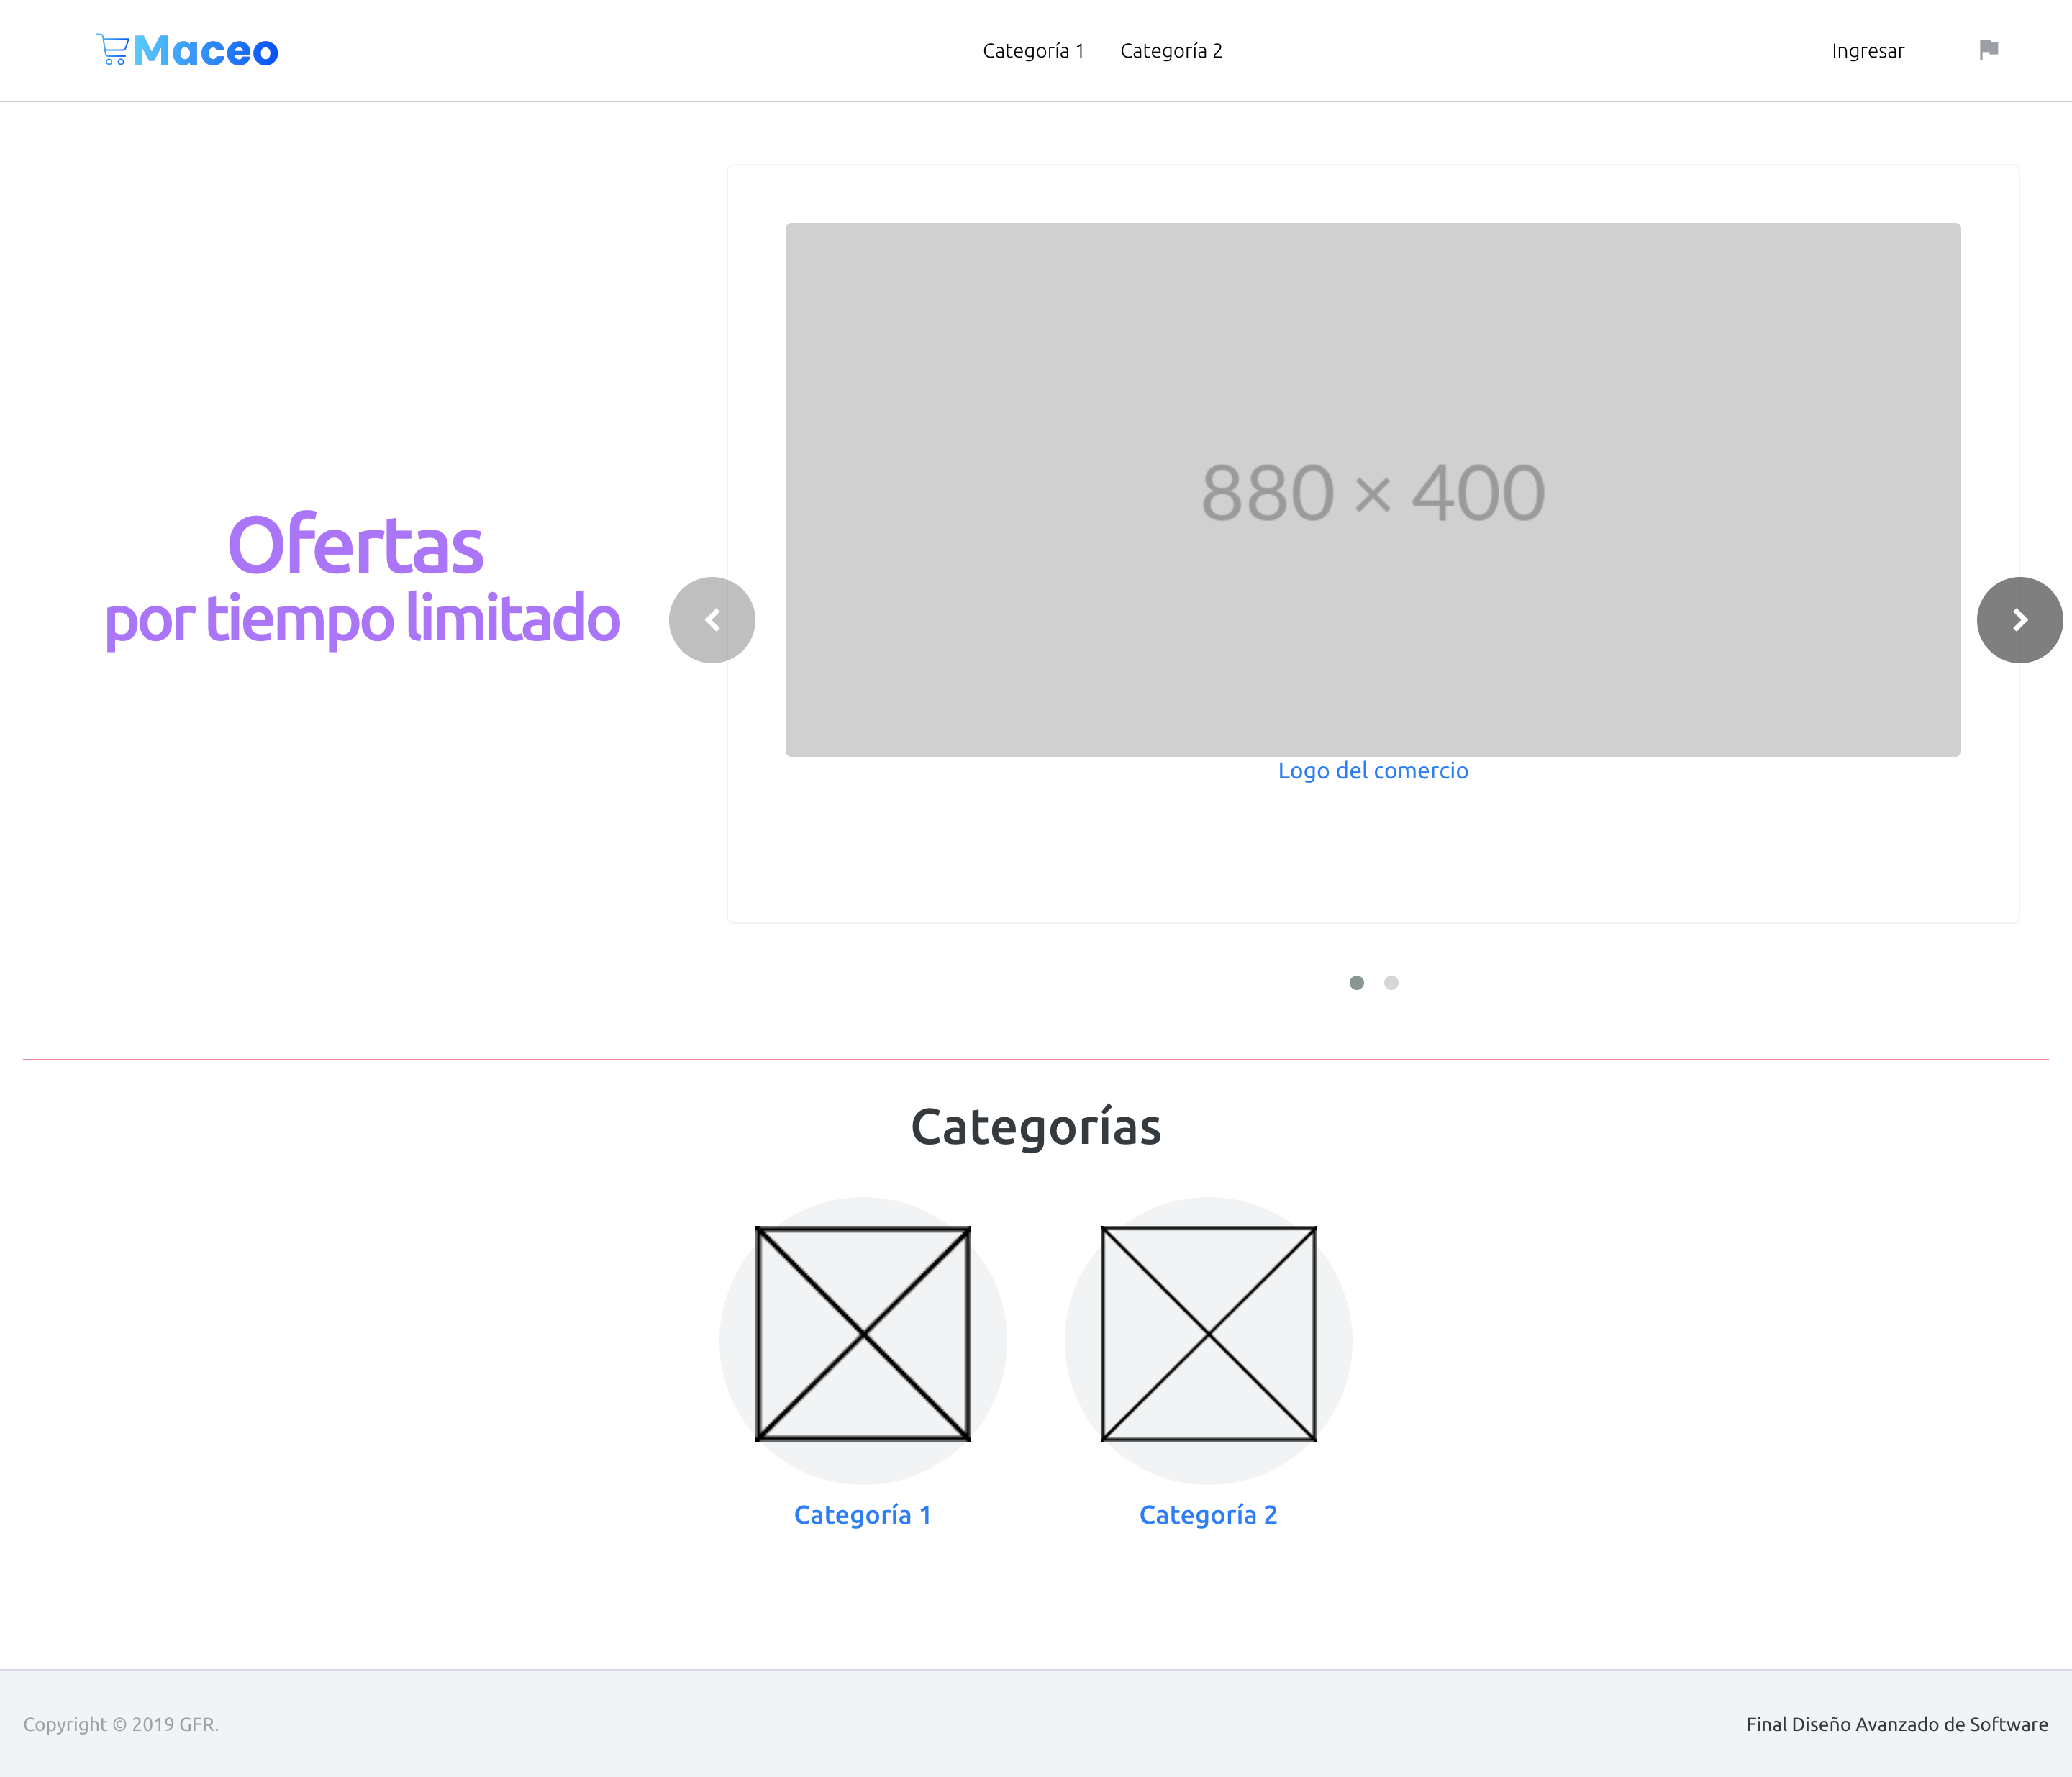 Maceo
Categoría 1
Categoría 2
Ingresar
Ofertas
por tiempo limitado
880 × 400
Logo del comercio
Categorías
Categoría 1
Categoría 2
Copyright © 2019 GFR.
Final Diseño Avanzado de Software